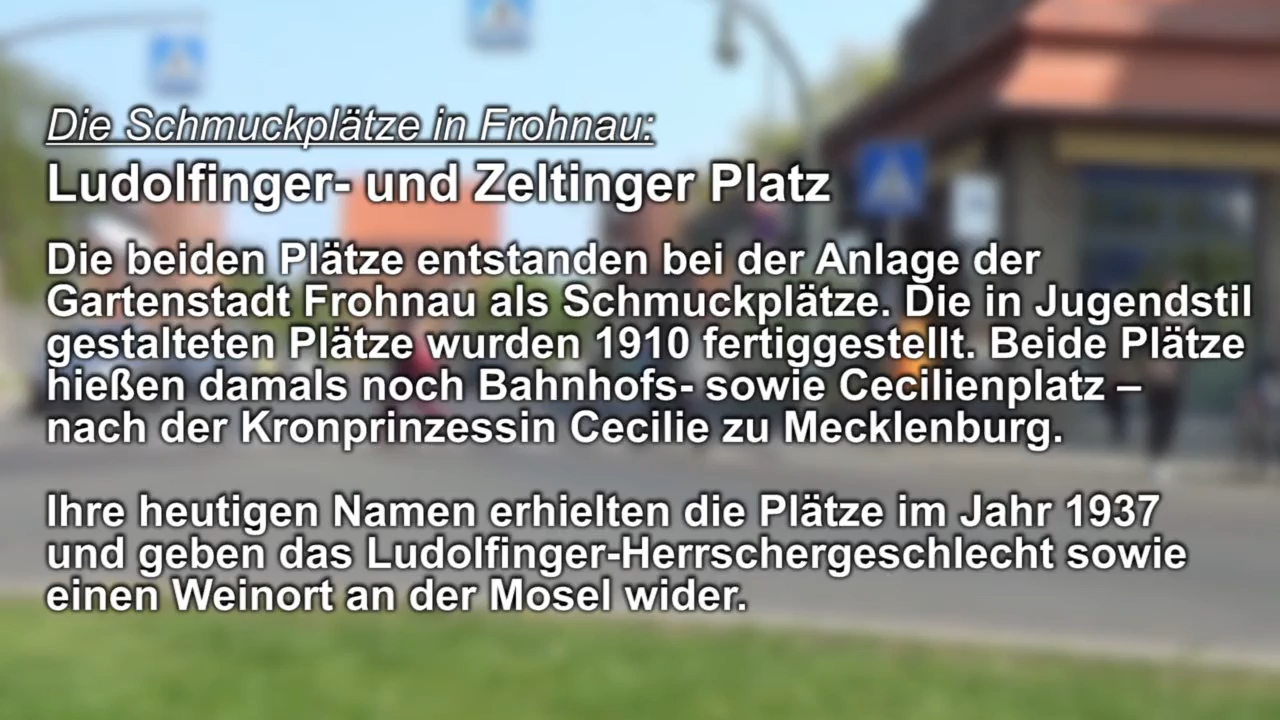 Die Schmuckplätze in Frohnau:
Ludolfinger- und Zeltinger Platz
Die beiden Plätze entstanden bei der Anlage der
Gartenstadt Frohnau als Schmuckplätze. Die in Jugendstil
gestalteten Plätze wurden 1910 fertiggestellt. Beide Plätze
hießen damals noch Bahnhofs- sowie Cecilienplatz –
nach der Kronprinzessin Cecilie zu Mecklenburg.
Ihre heutigen Namen erhielten die Plätze im Jahr 1937
und geben das Ludolfinger-Herrschergeschlecht sowie
einen Weinort an der Mosel wider.